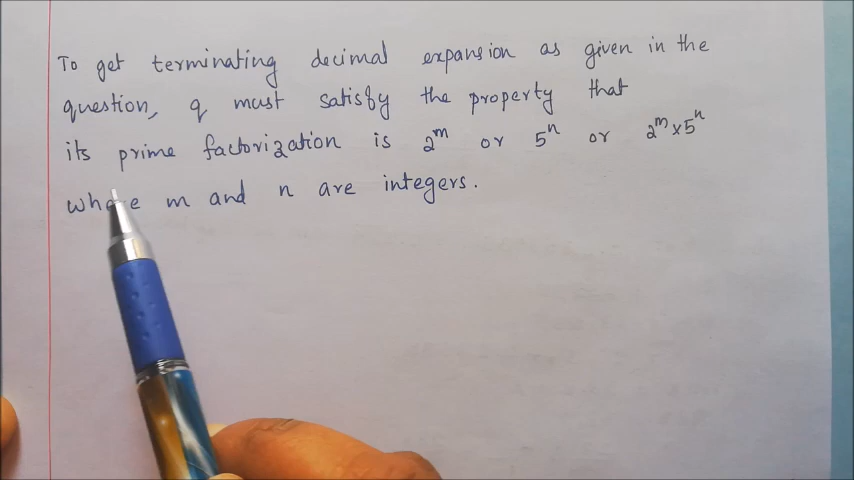 To get terminating decimal expansion as given in the
question, q must satisfy the property that
its prime factorization is 2^m or 5^n or 2^m x 5^n
where m and n are integers.